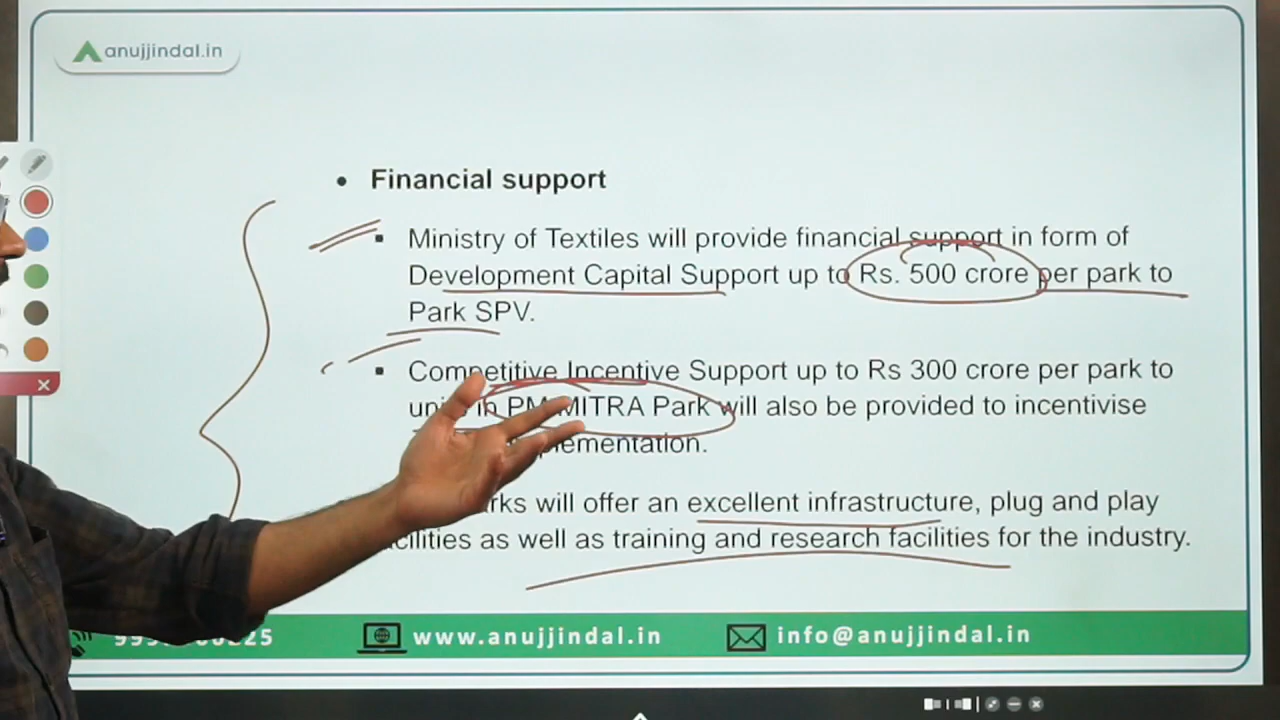 anujjindal.in
• Financial support
▪ Ministry of Textiles will provide financial support in form of
Development Capital Support up to Rs. 500 crore per park to
Park SPV.
▪ Competitive Incentive Support up to Rs 300 crore per park to
in PM MITRA Park will also be provided to incentivise
will offer an excellent infrastructure, plug and play
as well as training and research facilities for the industry.
www.anujjindal.in
info@anujjindal.in